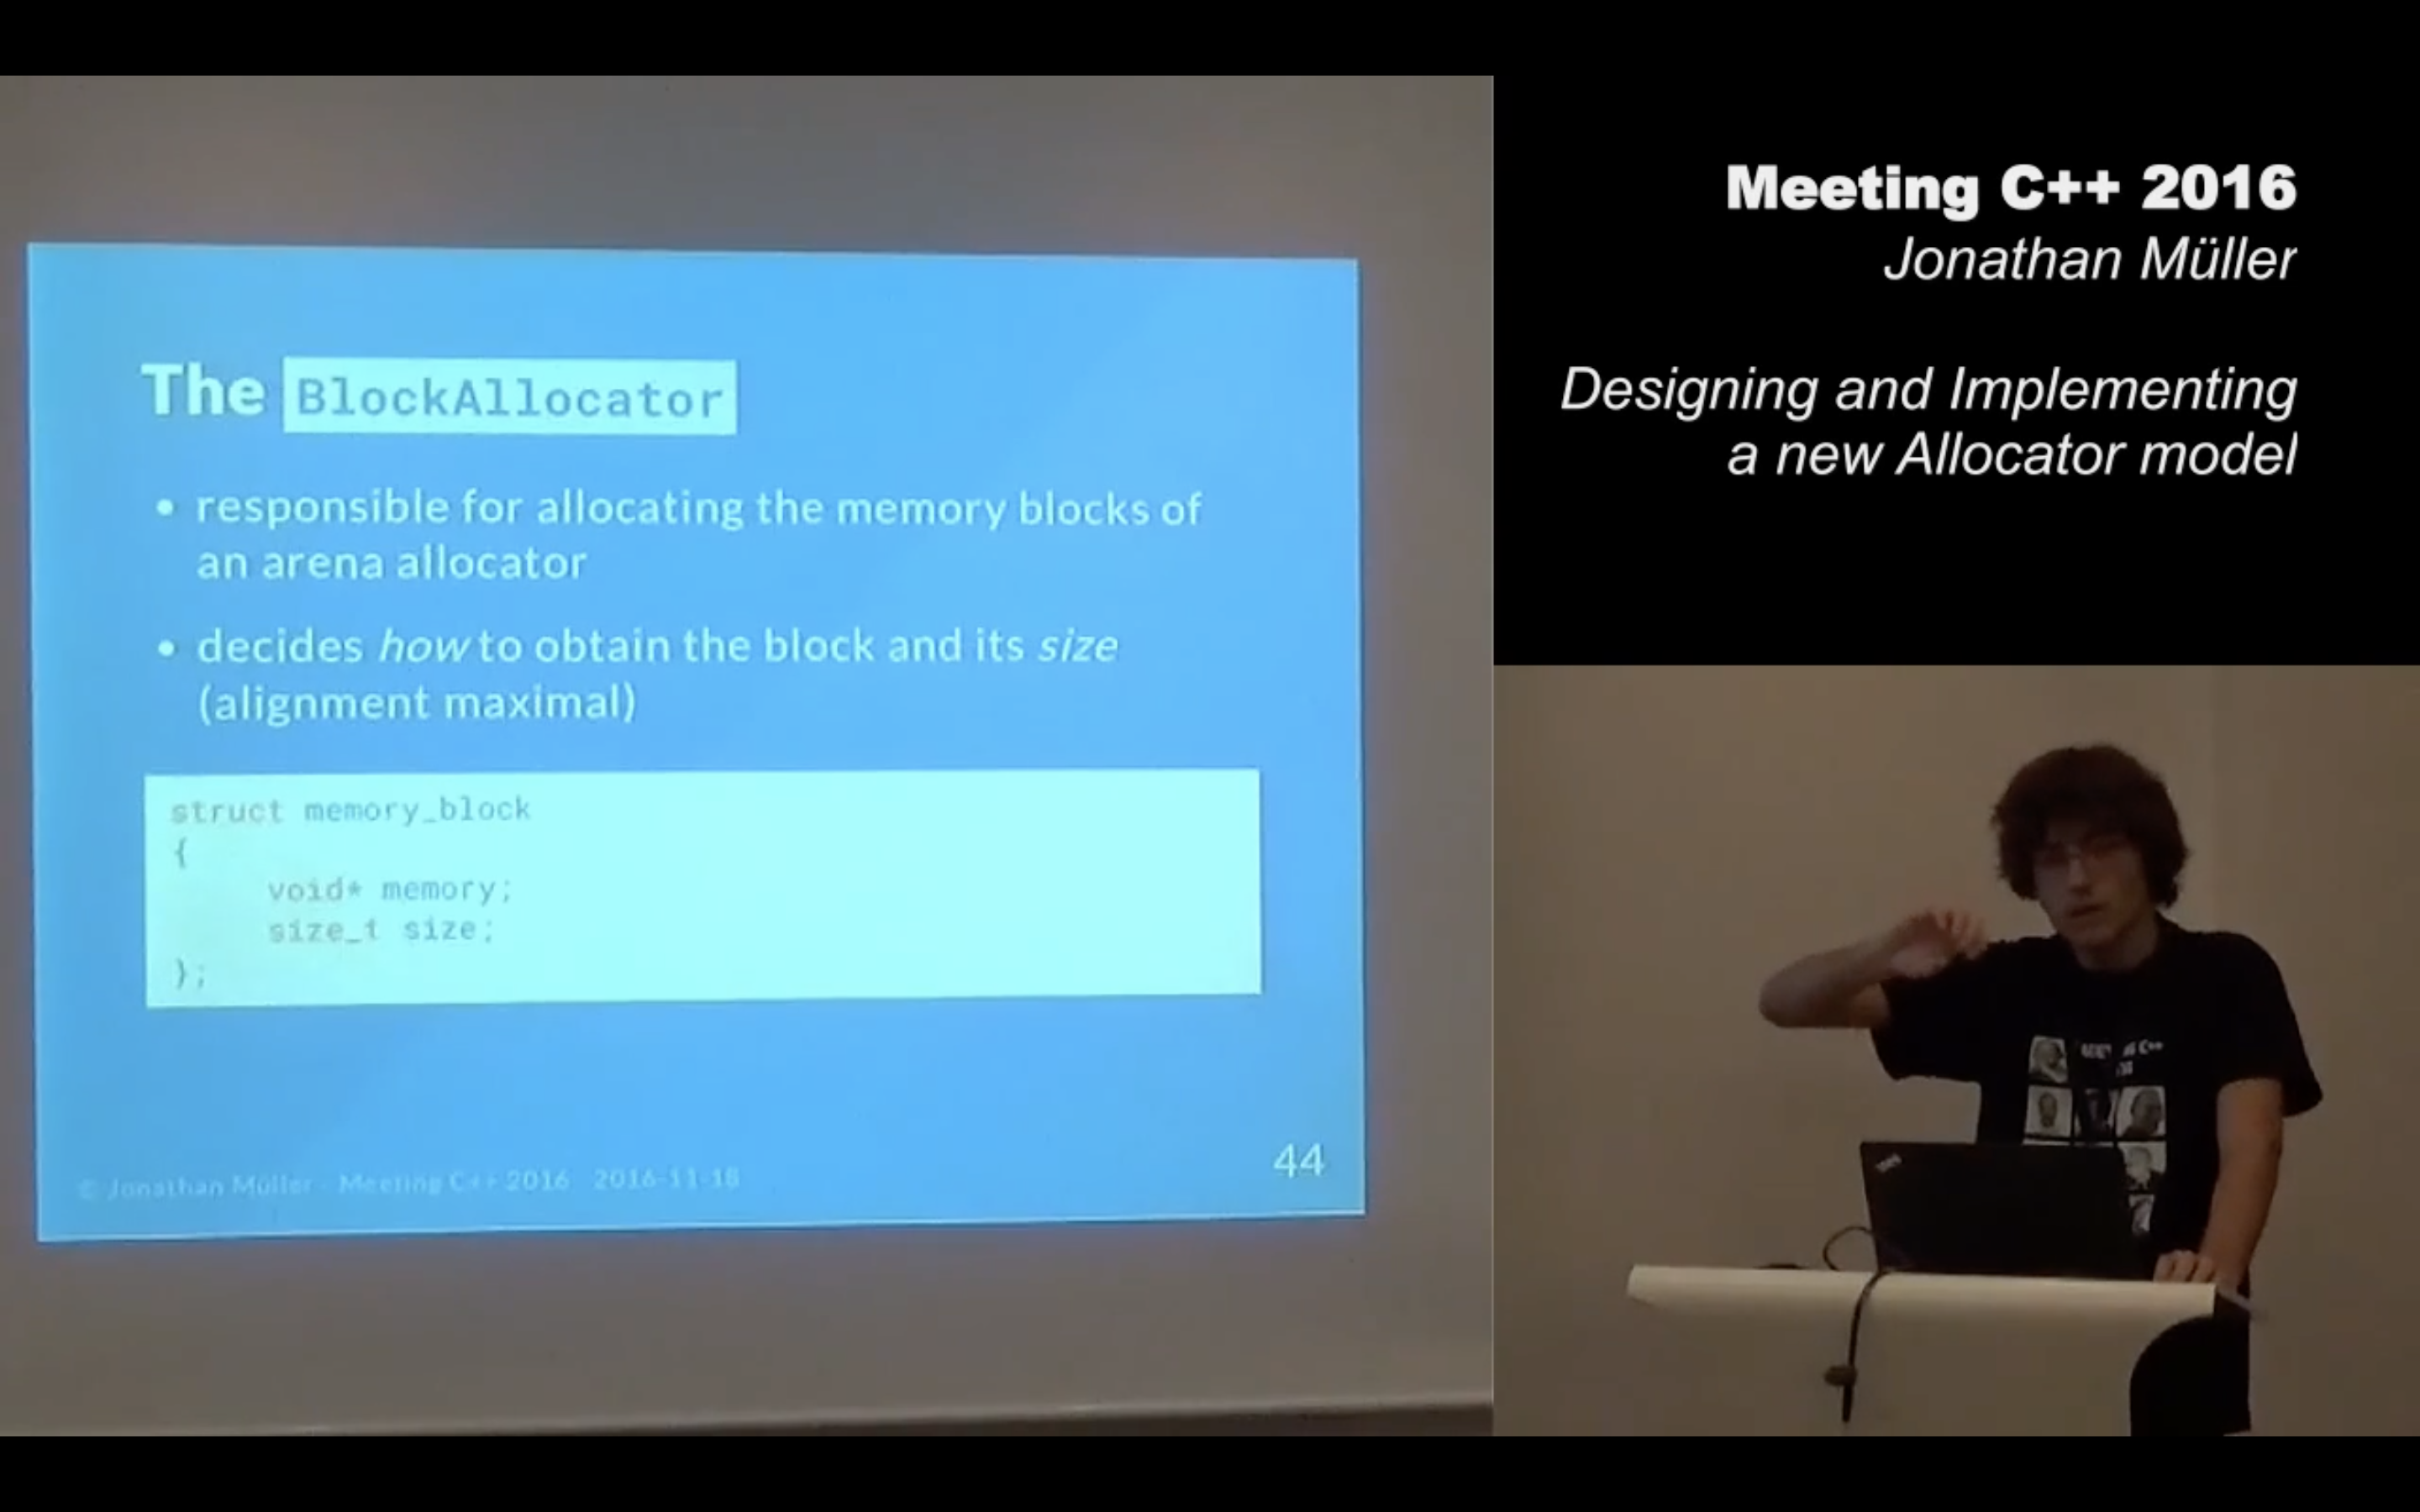 The BlockAllocator
• responsible for allocating the memory blocks of
an arena allocator
• decides how to obtain the block and its size
(alignment maximal)
struct memory_block
{
void* memory;
size_t size;
};
44
© Jonathan Müller - Meeting C++ 2016 2016-11-18
Meeting C++ 2016
Jonathan Müller
Designing and Implementing
a new Allocator model
C++